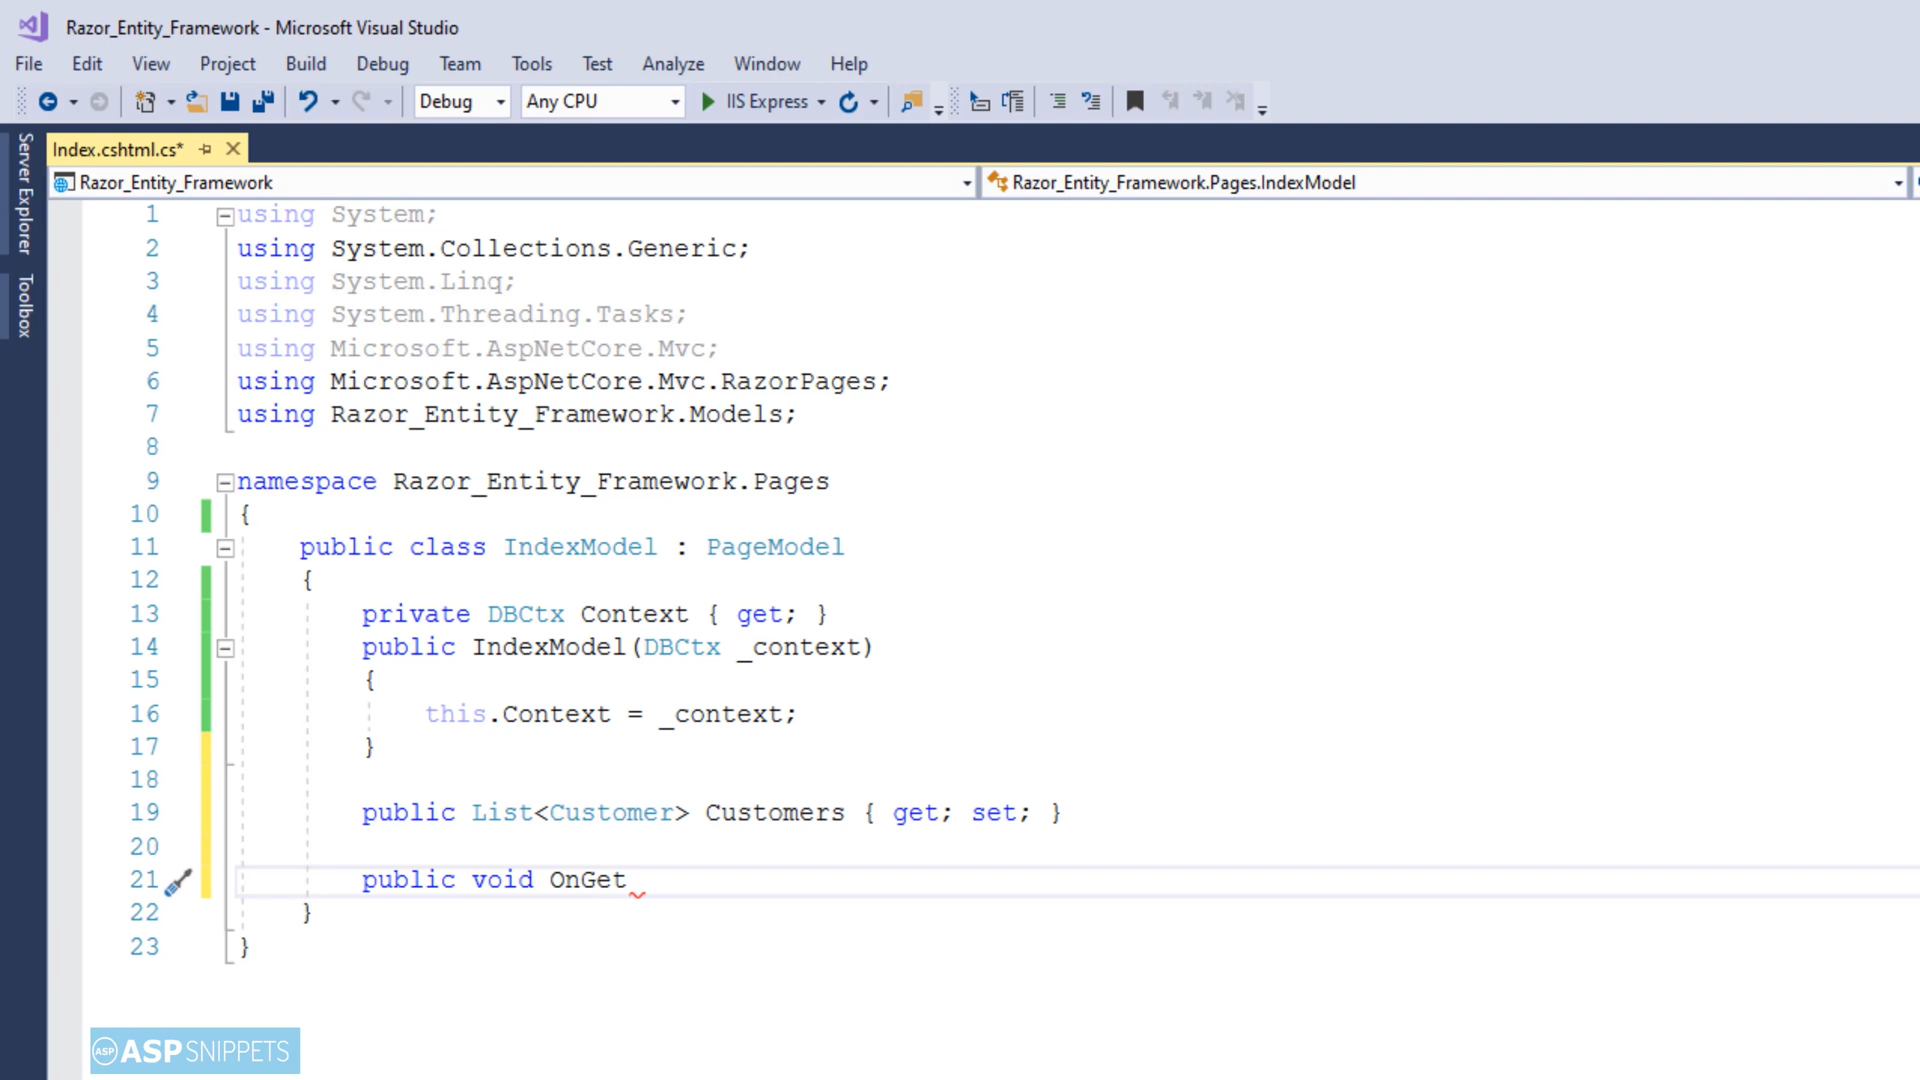 Razor_Entity_Framework - Microsoft Visual Studio
File Edit View Project Build Debug Team Tools Test Analyze Window Help
Debug Any CPU IIS Express
Server Explorer
Toolbox
Index.cshtml.cs*
Razor_Entity_Framework Razor_Entity_Framework.Pages.IndexModel
1 using System;
2 using System.Collections.Generic;
3 using System.Linq;
4 using System.Threading.Tasks;
5 using Microsoft.AspNetCore.Mvc;
6 using Microsoft.AspNetCore.Mvc.RazorPages;
7 using Razor_Entity_Framework.Models;
8
9 namespace Razor_Entity_Framework.Pages
10 {
11 public class IndexModel : PageModel
12 {
13 private DBCtx Context { get; }
14 public IndexModel(DBCtx _context)
15 {
16 this.Context = _context;
17 }
18
19 public List<Customer> Customers { get; set; }
20
21 public void OnGet
22 }
23 }
ASP ASPSNIPPETS